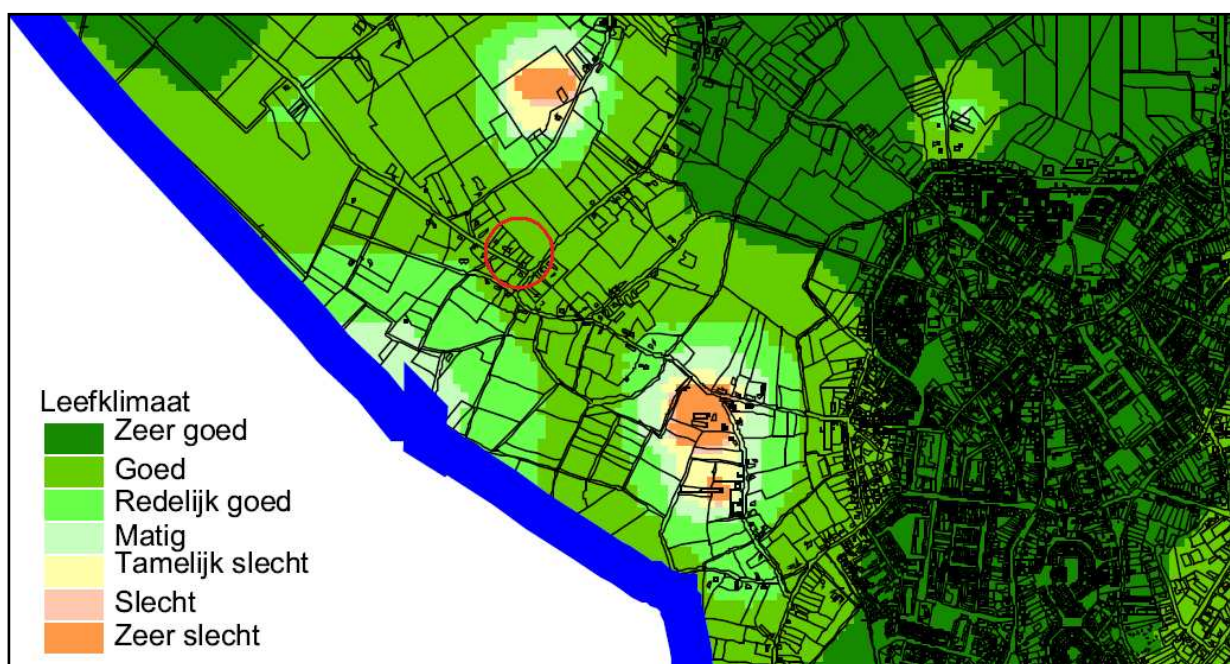 Leefklimaat
Zeer goed
Goed
Redelijk goed
Matig
Tamelijk slecht
Slecht
Zeer slecht